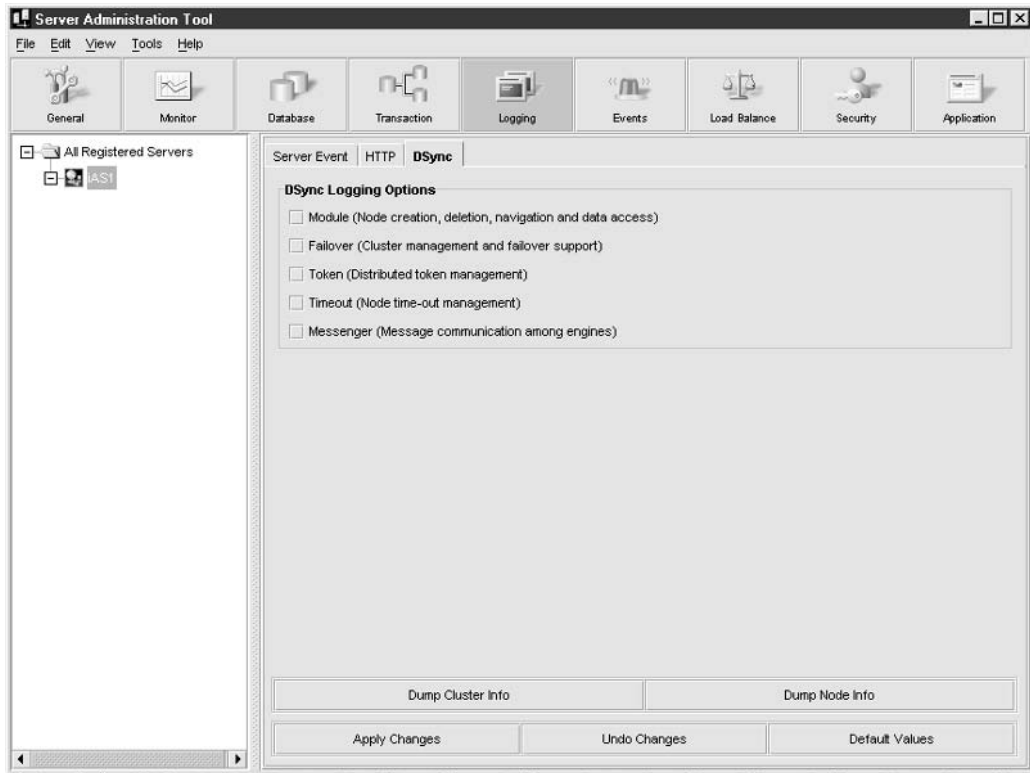 Server Administration Tool
File Edit View Tools Help
General Monitor Database Transaction Logging Events Load Balance Security Application
All Registered Servers
iAS1
Server Event HTTP DSync
DSync Logging Options
Module (Node creation, deletion, navigation and data access)
Failover (Cluster management and failover support)
Token (Distributed token management)
Timeout (Node time-out management)
Messenger (Message communication among engines)
Dump Cluster Info Dump Node Info
Apply Changes Undo Changes Default Values